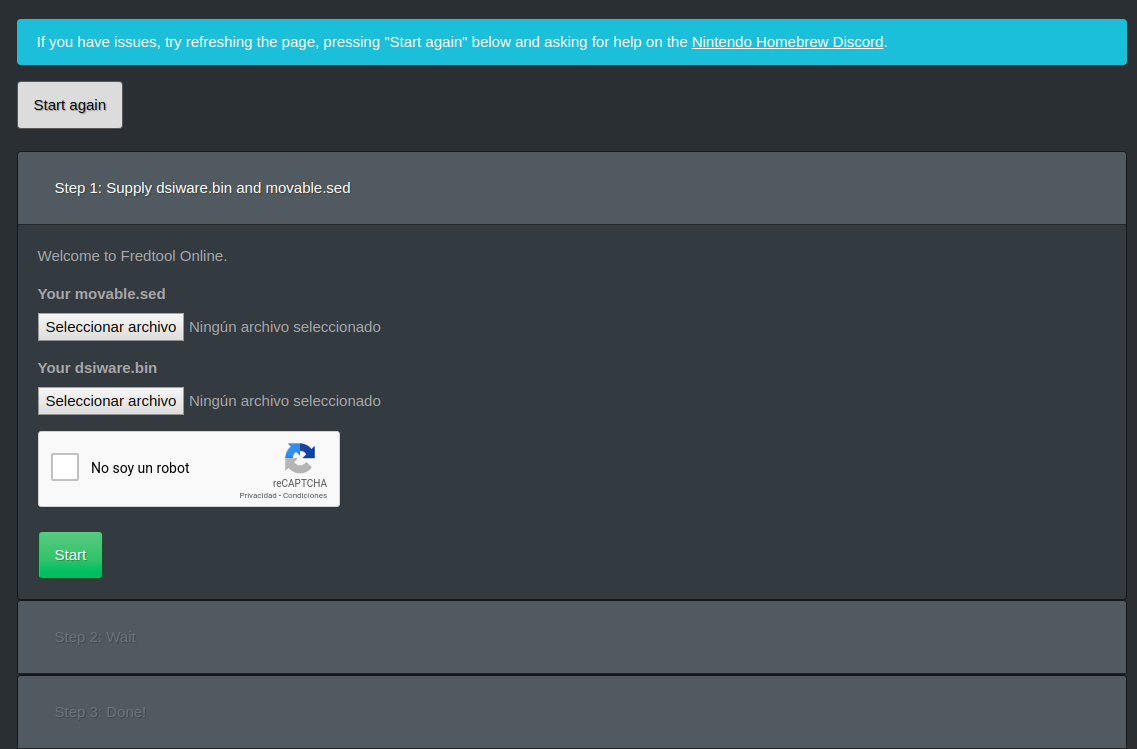 If you have issues, try refreshing the page, pressing "Start again" below and asking for help on the Nintendo Homebrew Discord.
Start again
Step 1: Supply dsiware.bin and movable.sed
Welcome to Fredtool Online.
Your movable.sed
Seleccionar archivo Ningún archivo seleccionado
Your dsiware.bin
Seleccionar archivo Ningún archivo seleccionado
No soy un robot
reCAPTCHA
Privacidad - Condiciones
Start
Step 2: Wait
Step 3: Done!